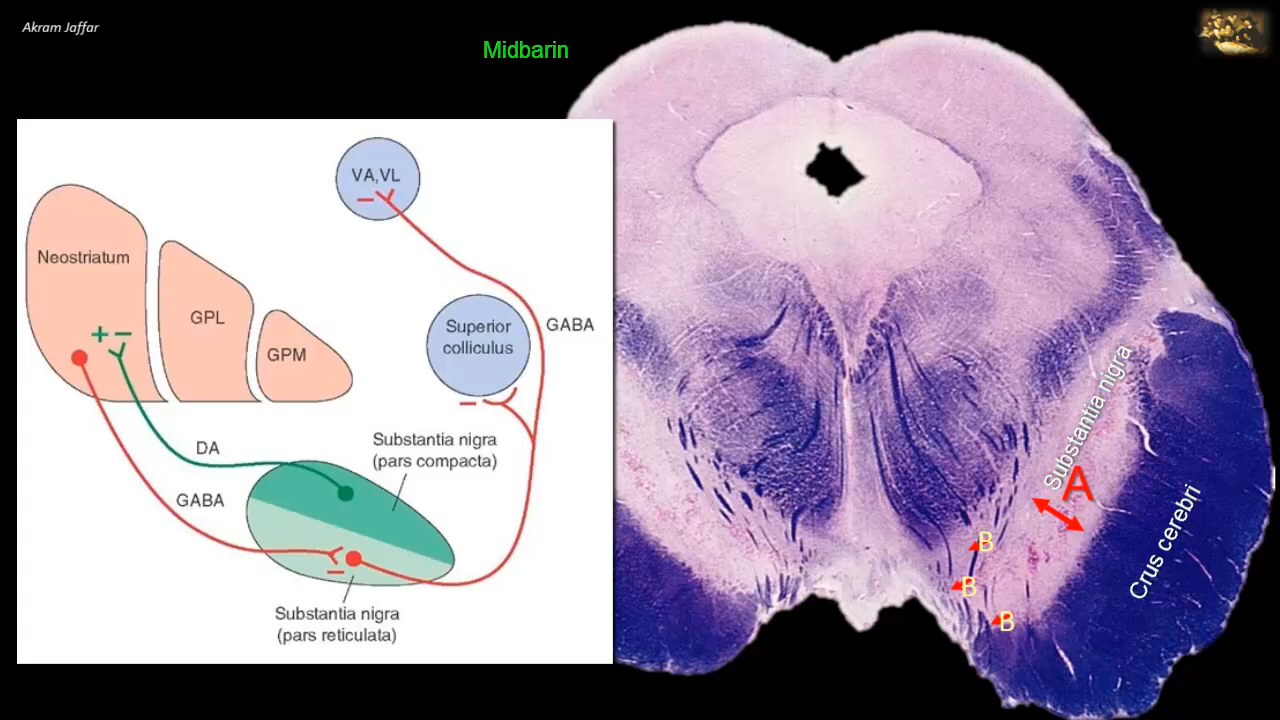 Akram Jaffar
Midbarin
VA,VL
Neostriatum
GPL
GPM
Superior
colliculus
GABA
DA
GABA
Substantia nigra
(pars compacta)
Substantia nigra
(pars reticulata)
Substantia nigra
A
Crus cerebri
B
B
B